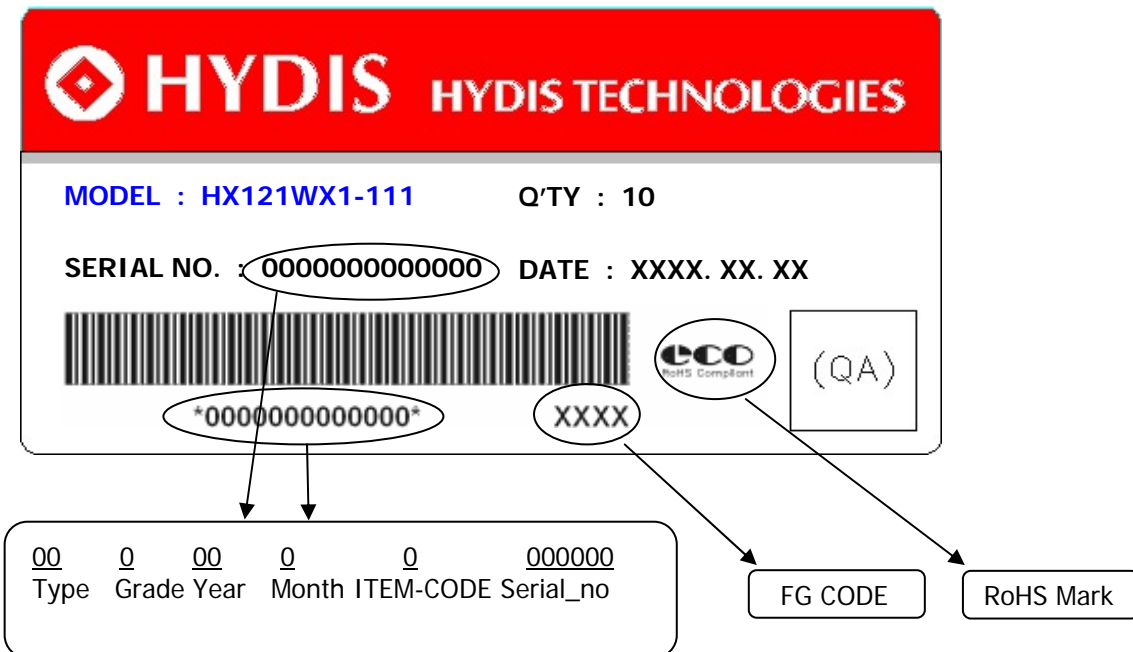 HYDIS HYDIS TECHNOLOGIES
MODEL : HX121WX1-111 Q'TY : 10
SERIAL NO. : 0000000000000 DATE : XXXX. XX. XX
eco
RoHS Compliant
(QA)
*0000000000000* XXXX
00 0 00 0 0 000000
Type Grade Year Month ITEM-CODE Serial_no
FG CODE RoHS Mark